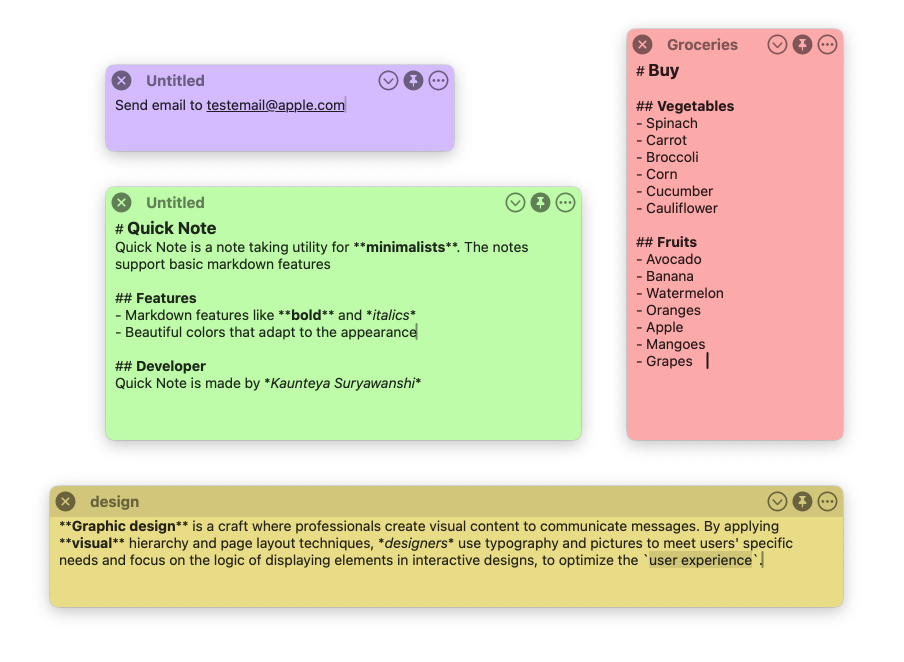 Untitled
Send email to testemail@apple.com
Untitled
# Quick Note
Quick Note is a note taking utility for **minimalists**. The notes
support basic markdown features
## Features
- Markdown features like **bold** and *italics*
- Beautiful colors that adapt to the appearance
## Developer
Quick Note is made by *Kaunteya Suryawanshi*
Groceries
# Buy
## Vegetables
- Spinach
- Carrot
- Broccoli
- Corn
- Cucumber
- Cauliflower
## Fruits
- Avocado
- Banana
- Watermelon
- Oranges
- Apple
- Mangoes
- Grapes
design
**Graphic design** is a craft where professionals create visual content to communicate messages. By applying
**visual** hierarchy and page layout techniques, *designers* use typography and pictures to meet users' specific
needs and focus on the logic of displaying elements in interactive designs, to optimize the `user experience`.